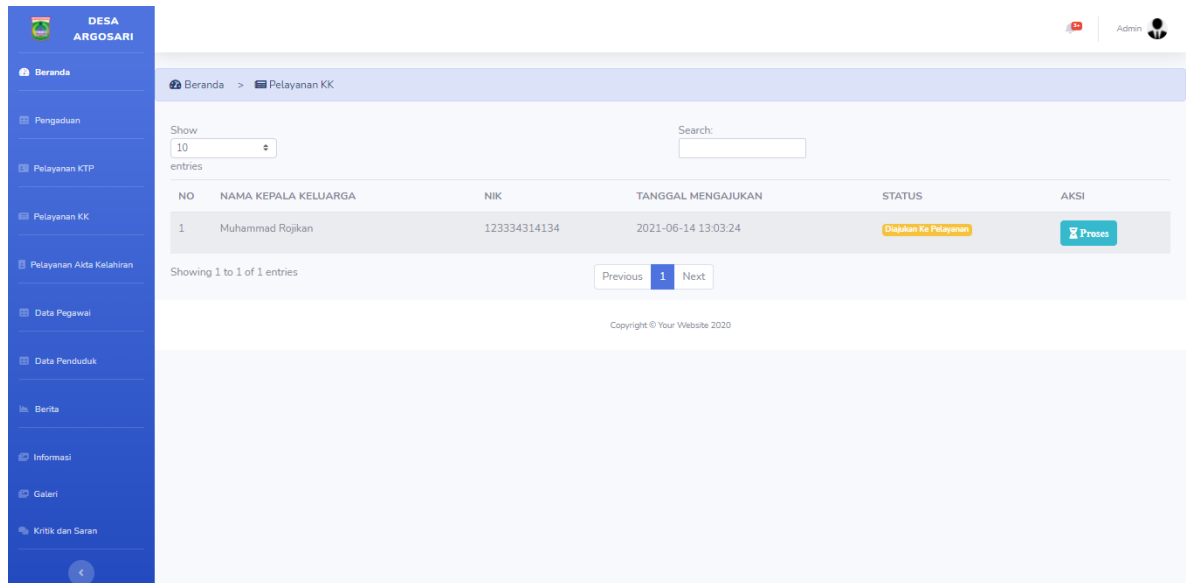 DESA
ARGOSARI
3+
Admin
Beranda
Pengaduan
Pelayanan KTP
Pelayanan KK
Pelayanan Akta Kelahiran
Data Pegawai
Data Penduduk
Berita
Informasi
Galeri
Kritik dan Saran
Beranda > Pelayanan KK
Show
10
entries
Search:
NO NAMA KEPALA KELUARGA NIK TANGGAL MENGAJUKAN STATUS AKSI
1 Muhammad Rojikan 123334314134 2021-06-14 13:03:24 Diajukan Ke Pelayanan Proses
Showing 1 to 1 of 1 entries
Previous 1 Next
Copyright © Your Website 2020